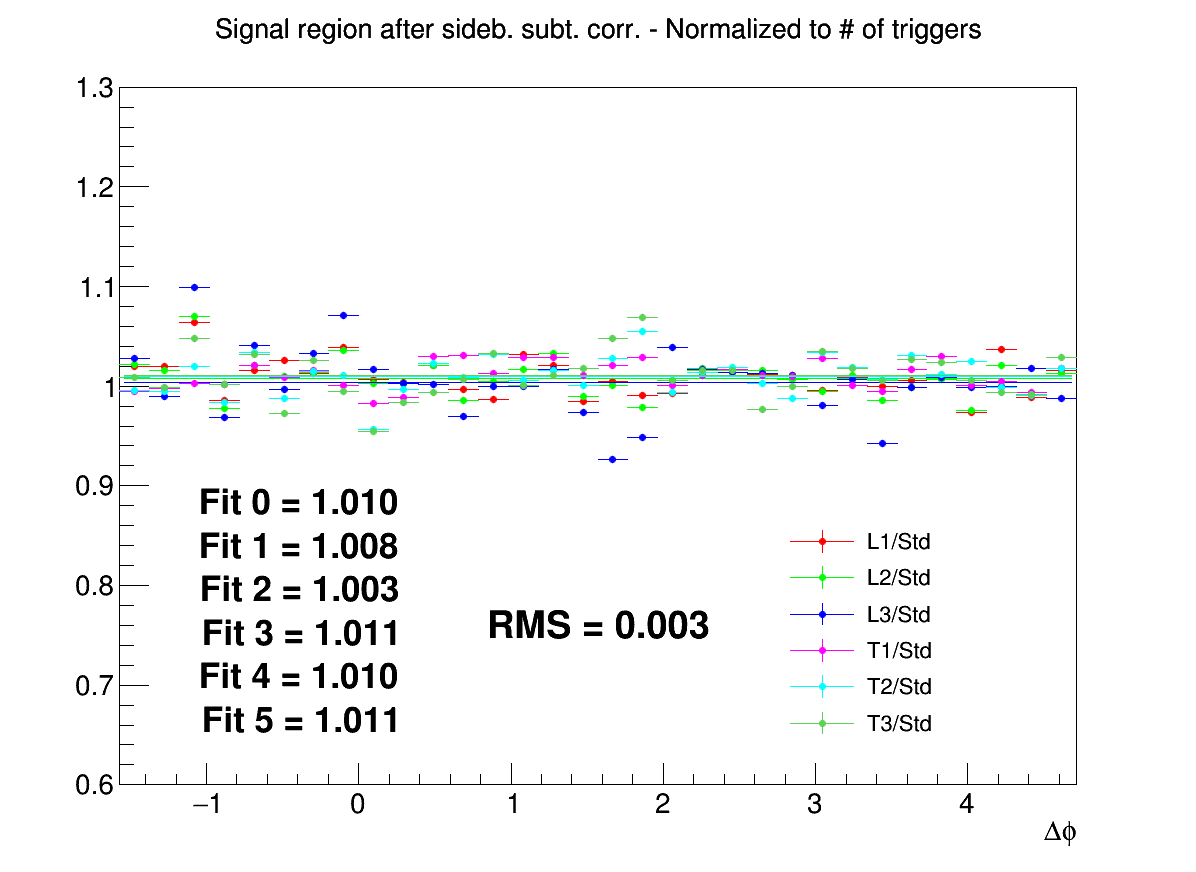 Signal region after sideb. subt. corr. - Normalized to # of triggers
1.3
1.2
1.1
1
0.9
0.8
0.7
0.6
Fit 0 = 1.010
Fit 1 = 1.008
Fit 2 = 1.003
Fit 3 = 1.011
Fit 4 = 1.010
Fit 5 = 1.011
RMS = 0.003
L1/Std
L2/Std
L3/Std
T1/Std
T2/Std
T3/Std
−1 0 1 2 3 4
Δϕ